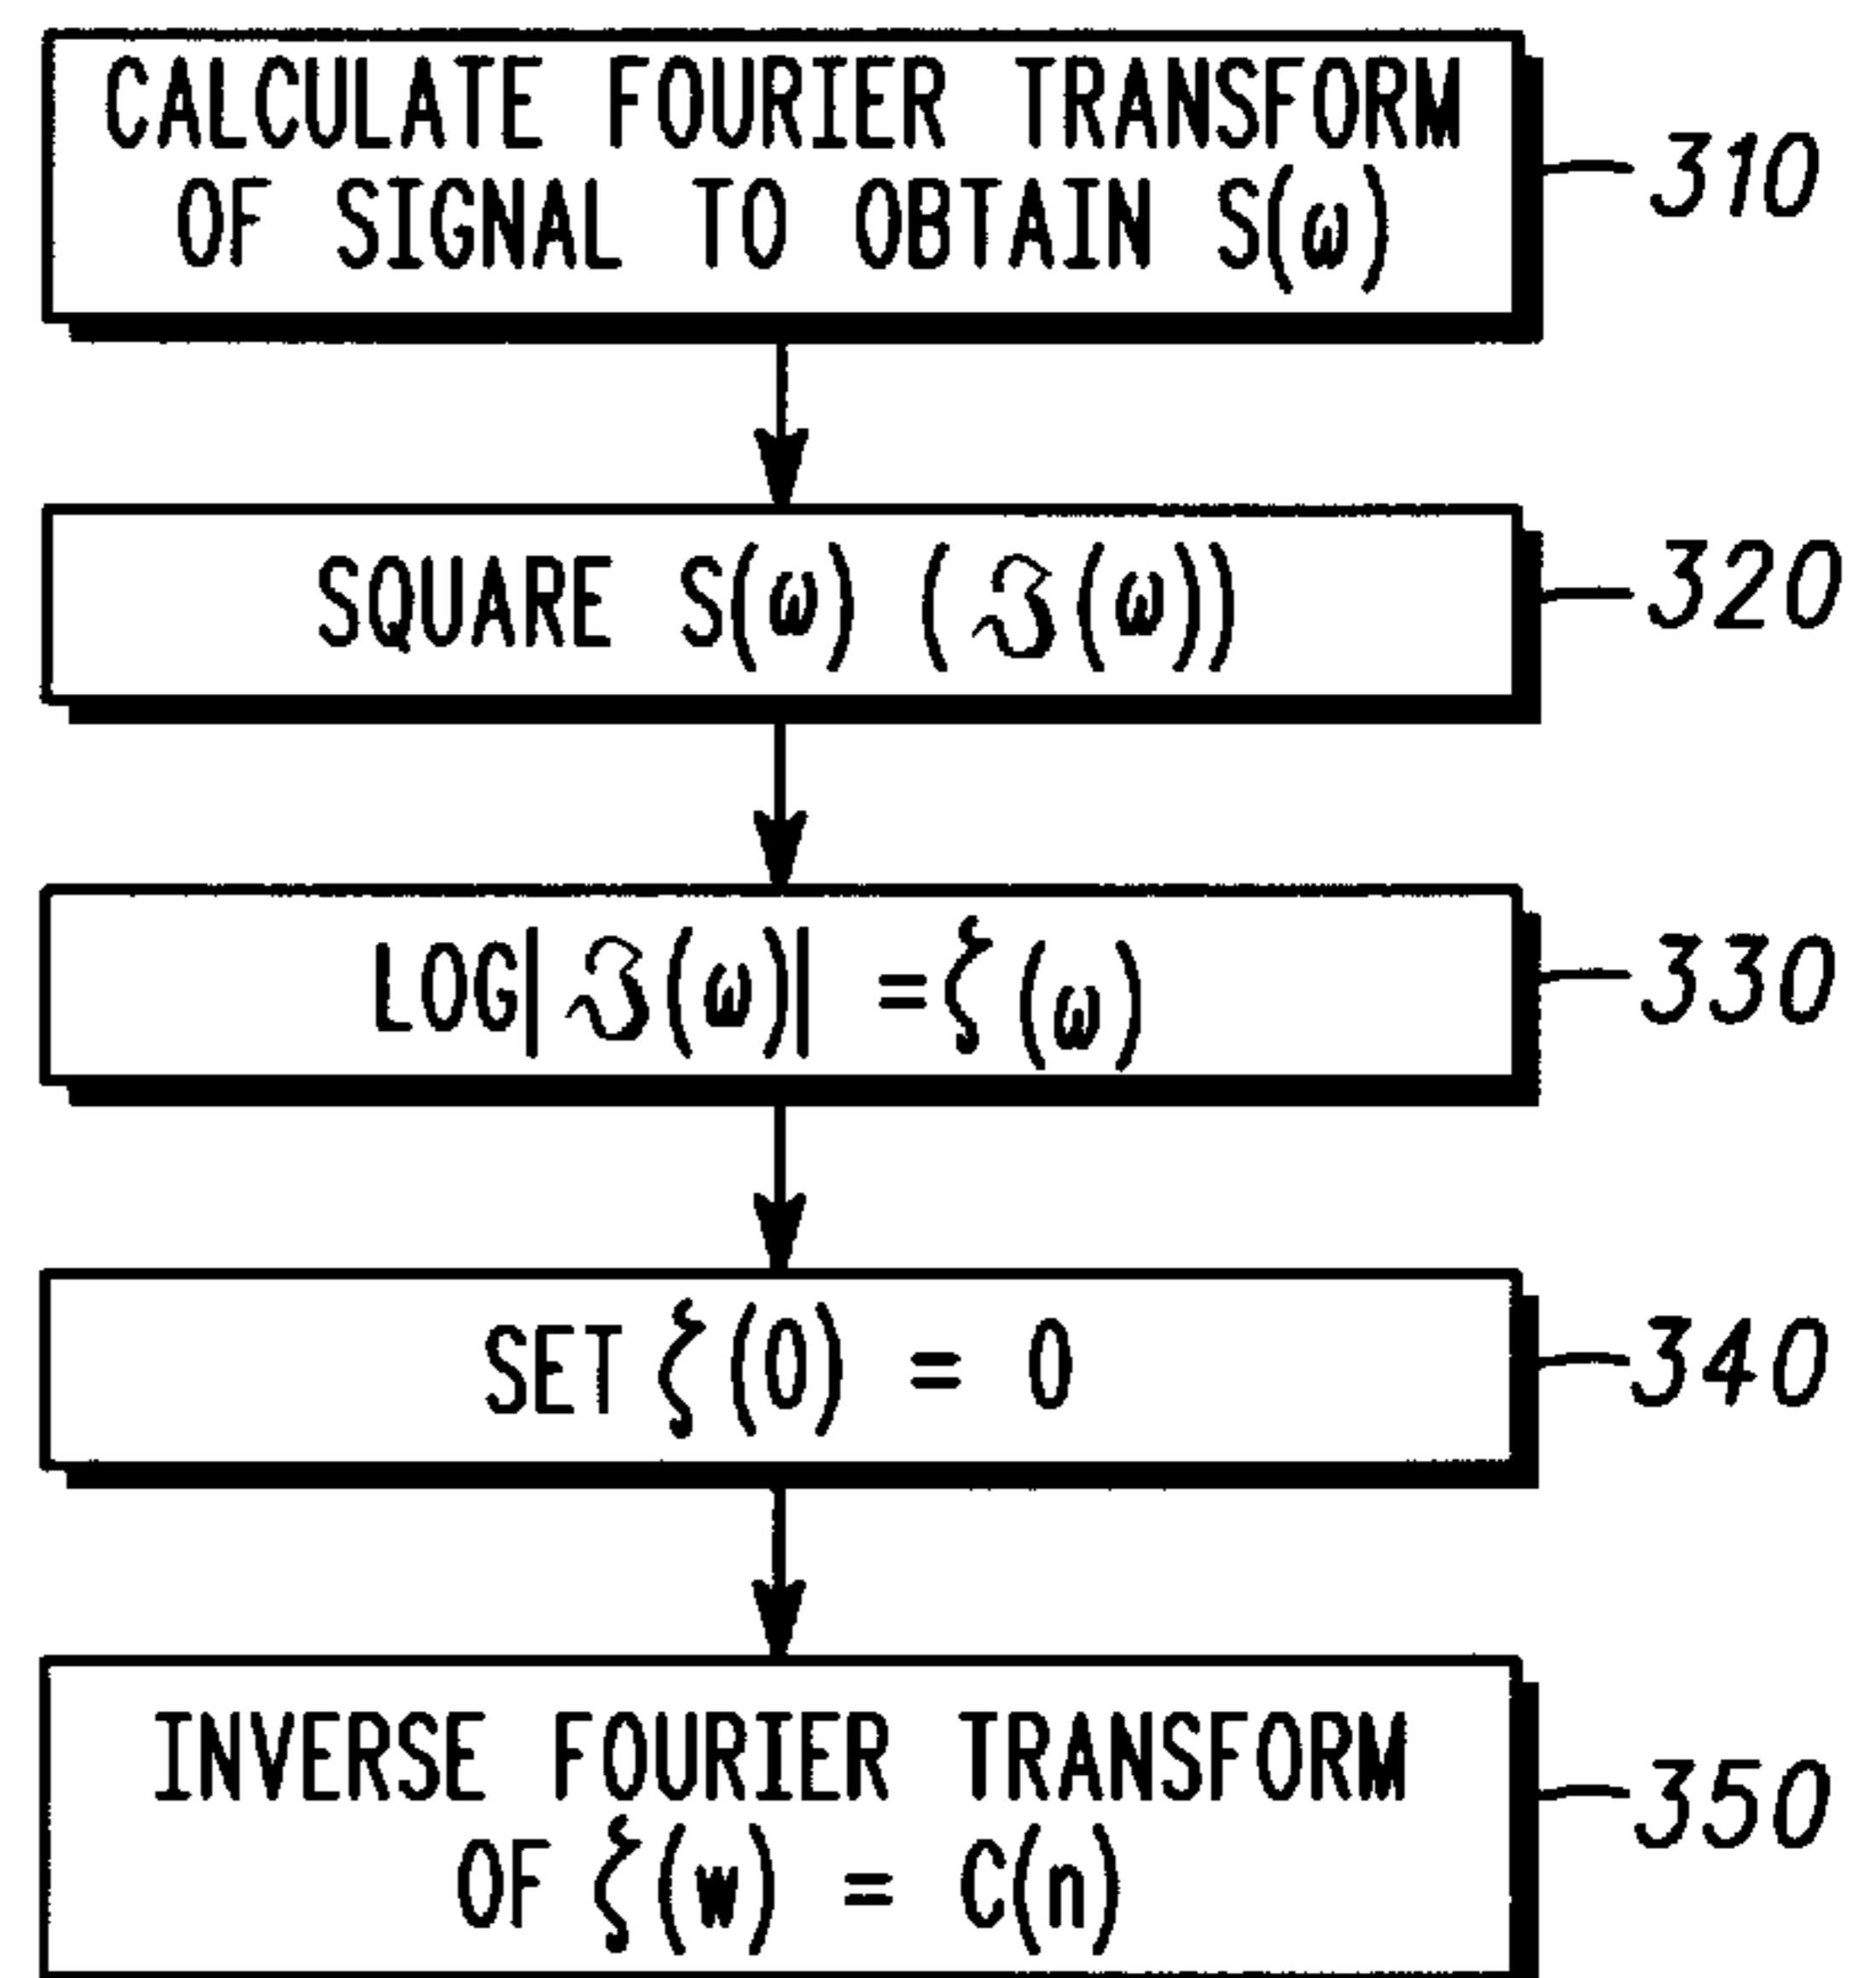 CALCULATE FOURIER TRANSFORM
OF SIGNAL TO OBTAIN S(ω)
310
SQUARE S(ω) (ℑ(ω))
320
LOG|ℑ(ω)| =ζ(ω)
330
SET ζ(0) = 0
340
INVERSE FOURIER TRANSFORM
OF ζ(w) = C(n)
350